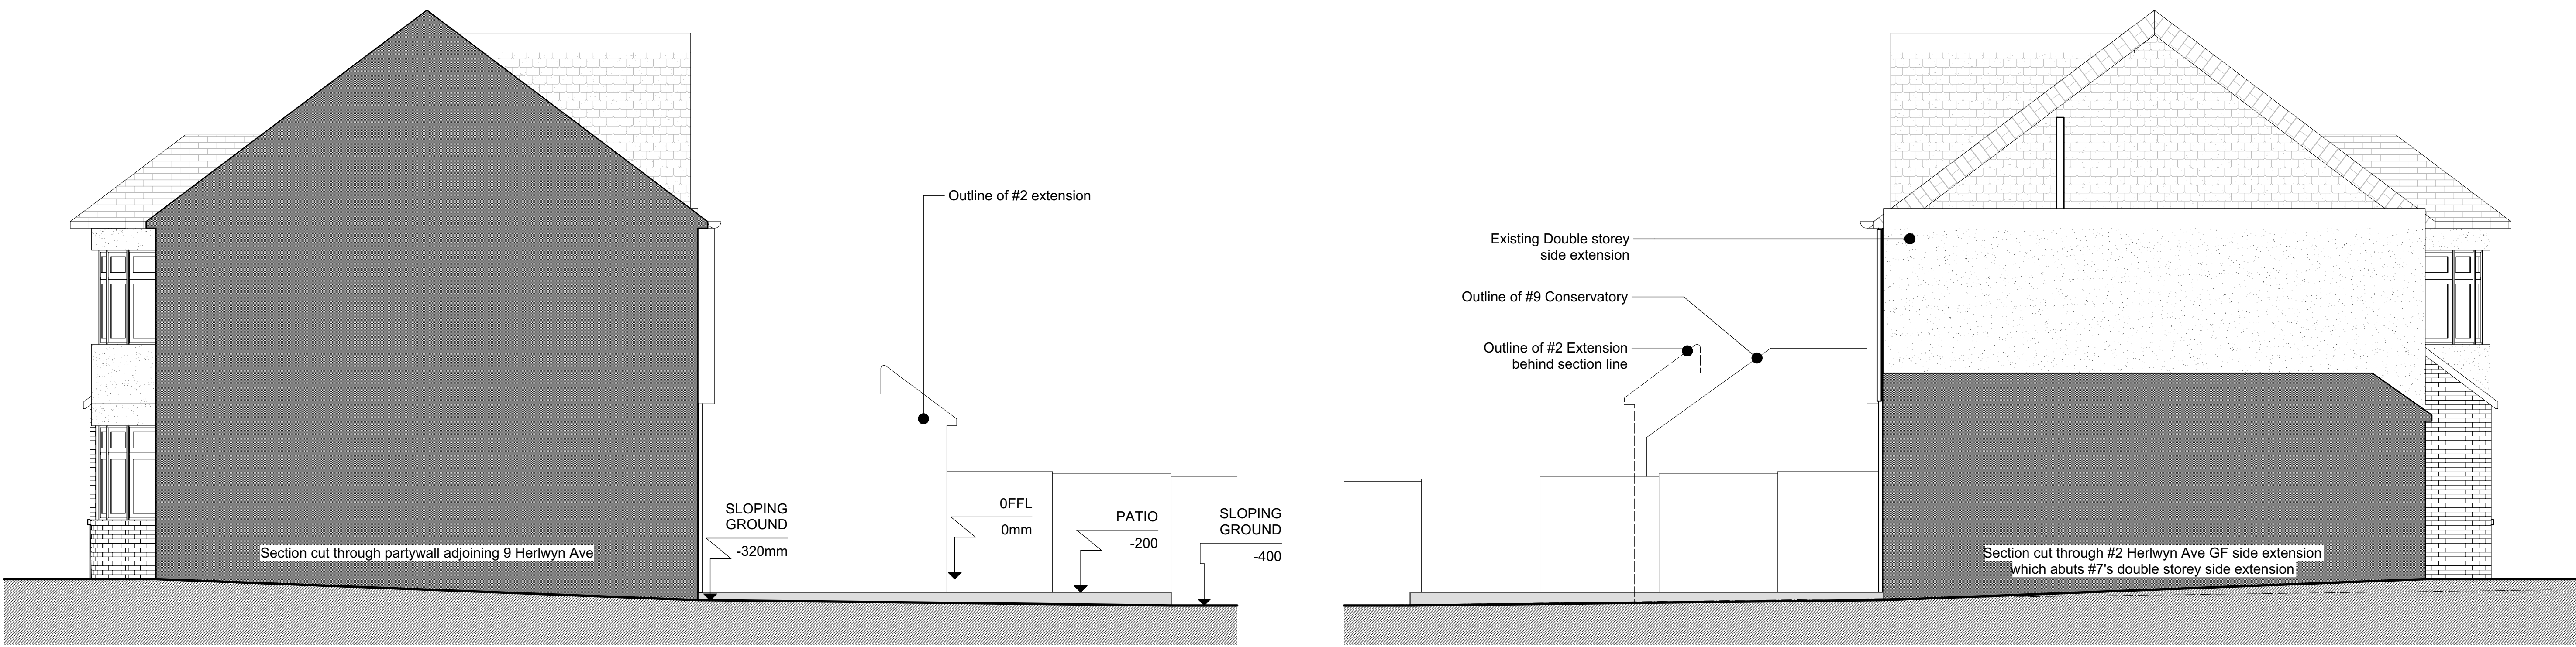 Outline of #2 extension
SLOPING
GROUND
-320mm
0FFL
0mm
PATIO
-200
SLOPING
GROUND
-400
Section cut through partywall adjoining 9 Herlwyn Ave
Existing Double storey
side extension
Outline of #9 Conservatory
Outline of #2 Extension
behind section line
Section cut through #2 Herlwyn Ave GF side extension
which abuts #7's double storey side extension